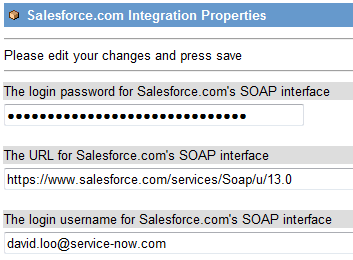 Salesforce.com Integration Properties
Please edit your changes and press save
The login password for Salesforce.com's SOAP interface
●●●●●●●●●●●●●●●●●●●●●●●●●●●●●
The URL for Salesforce.com's SOAP interface
https://www.salesforce.com/services/Soap/u/13.0
The login username for Salesforce.com's SOAP interface
david.loo@service-now.com